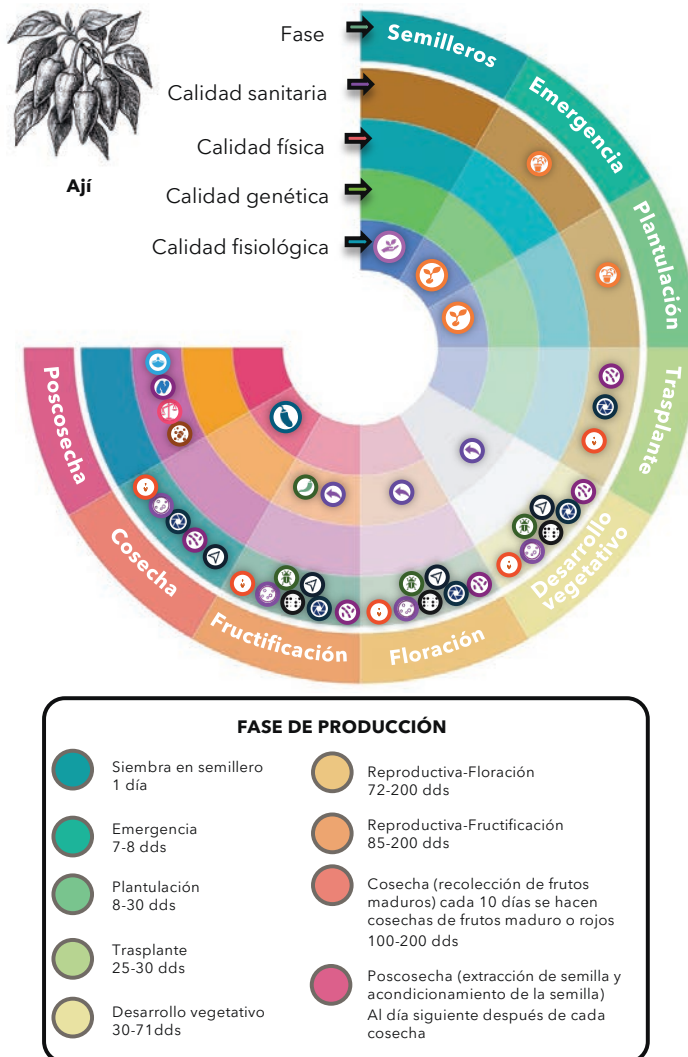 Fase
Calidad sanitaria
Calidad física
Calidad genética
Calidad fisiológica
Ají
Semilleros
Emergencia
Plantulación
Trasplante
Desarrollo
vegetativo
Floración
Fructificación
Cosecha
Poscosecha
FASE DE PRODUCCIÓN
Siembra en semillero
1 día
Emergencia
7-8 dds
Plantulación
8-30 dds
Trasplante
25-30 dds
Desarrollo vegetativo
30-71dds
Reproductiva-Floración
72-200 dds
Reproductiva-Fructificación
85-200 dds
Cosecha (recolección de frutos
maduros) cada 10 días se hacen
cosechas de frutos maduro o rojos
100-200 dds
Poscosecha (extracción de semilla y
acondicionamiento de la semilla)
Al día siguiente después de cada
cosecha